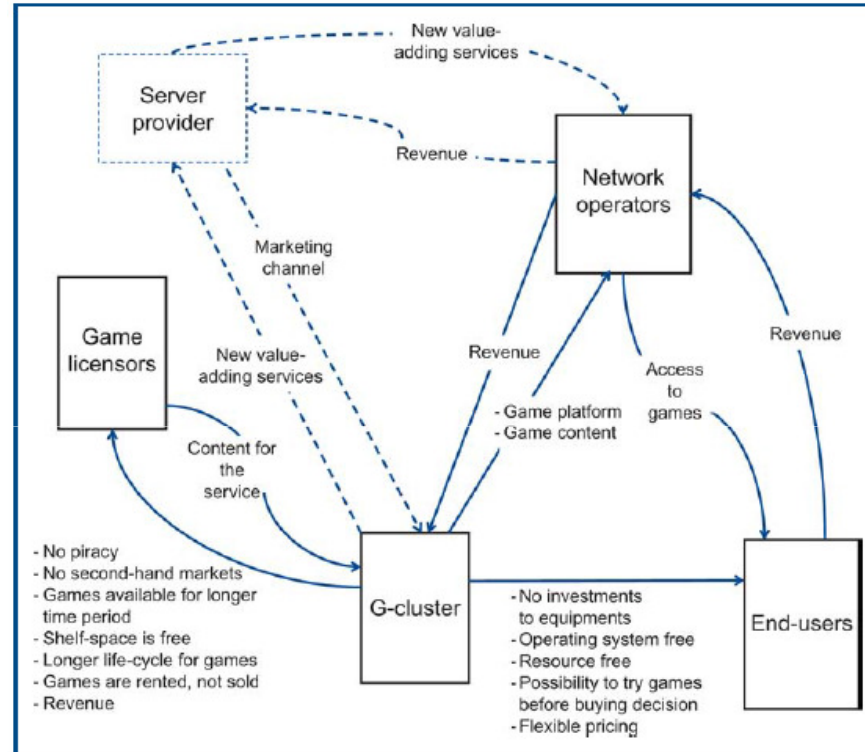 New value-
adding services
Server
provider
Revenue
Network
operators
Marketing
channel
Game
licensors
New value-
adding services
Revenue
Revenue
Access
to
games
- Game platform
- Game content
Content for
the
service
- No piracy
- No second-hand markets
- Games available for longer
time period
- Shelf-space is free
- Longer life-cycle for games
- Games are rented, not sold
- Revenue
G-cluster
- No investments
to equipments
- Operating system free
- Resource free
- Possibility to try games
before buying decision
- Flexible pricing
End-users